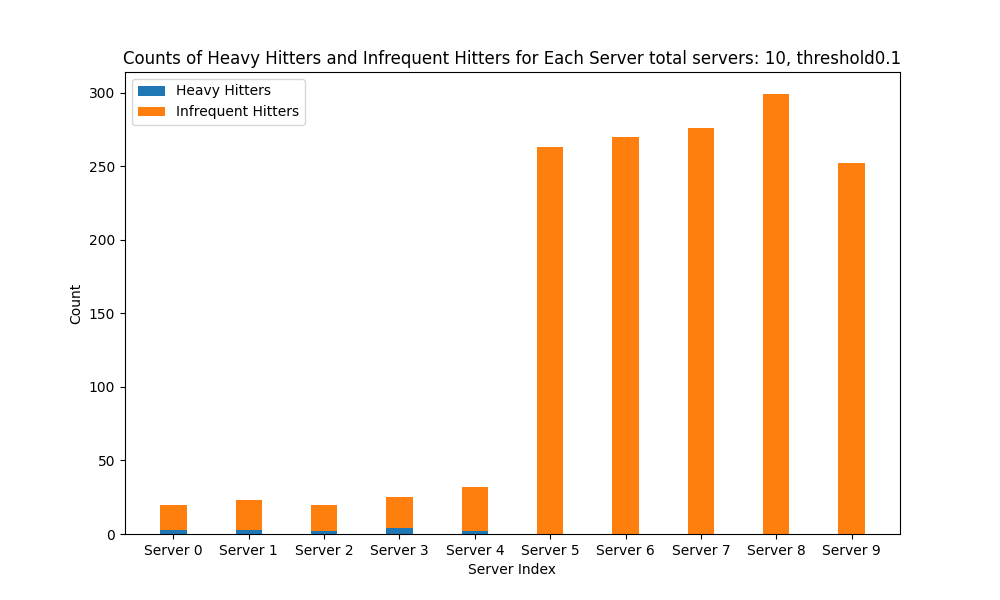 Counts of Heavy Hitters and Infrequent Hitters for Each Server total servers: 10, threshold0.1
Heavy Hitters
Infrequent Hitters
300
250
200
150
100
50
0
Count
Server 0 Server 1 Server 2 Server 3 Server 4 Server 5 Server 6 Server 7 Server 8 Server 9
Server Index